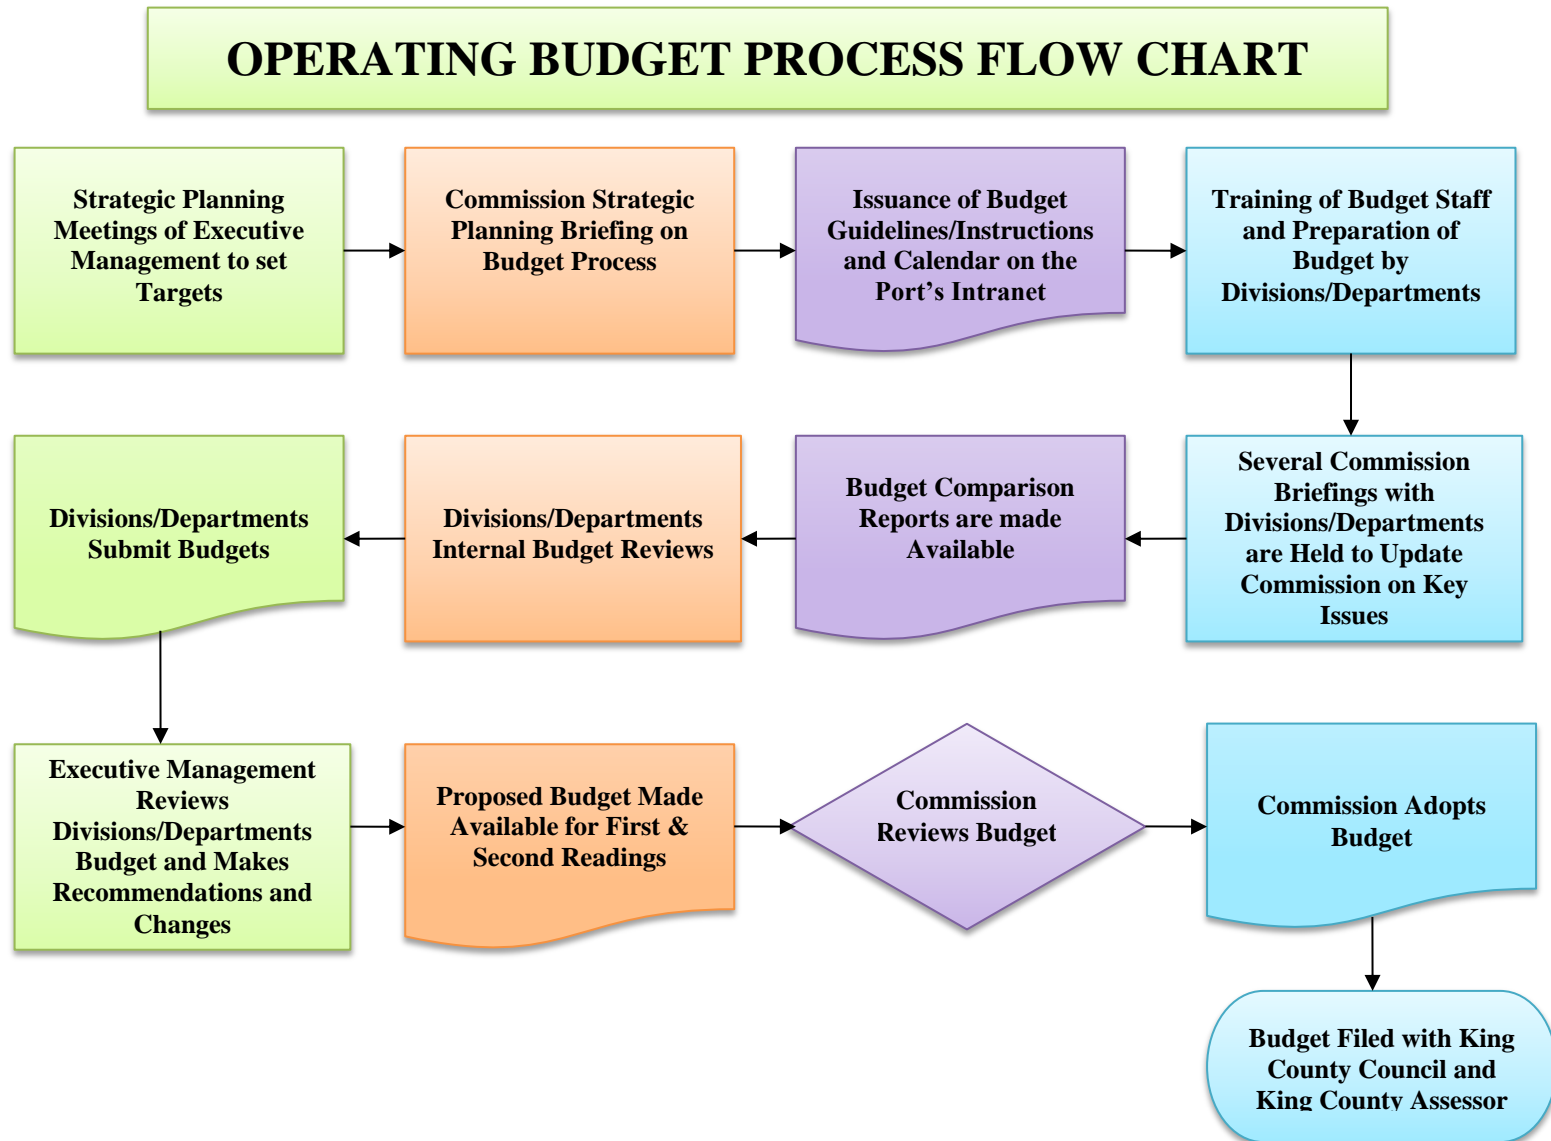 OPERATING BUDGET PROCESS FLOW CHART
Strategic Planning
Meetings of Executive
Management to set
Targets
Commission Strategic
Planning Briefing on
Budget Process
Issuance of Budget
Guidelines/Instructions
and Calendar on the
Port’s Intranet
Training of Budget Staff
and Preparation of
Budget by
Divisions/Departments
Several Commission
Briefings with
Divisions/Departments
are Held to Update
Commission on Key
Issues
Budget Comparison
Reports are made
Available
Divisions/Departments
Internal Budget Reviews
Divisions/Departments
Submit Budgets
Executive Management
Reviews
Divisions/Departments
Budget and Makes
Recommendations and
Changes
Proposed Budget Made
Available for First &
Second Readings
Commission
Reviews Budget
Commission Adopts
Budget
Budget Filed with King
County Council and
King County Assessor